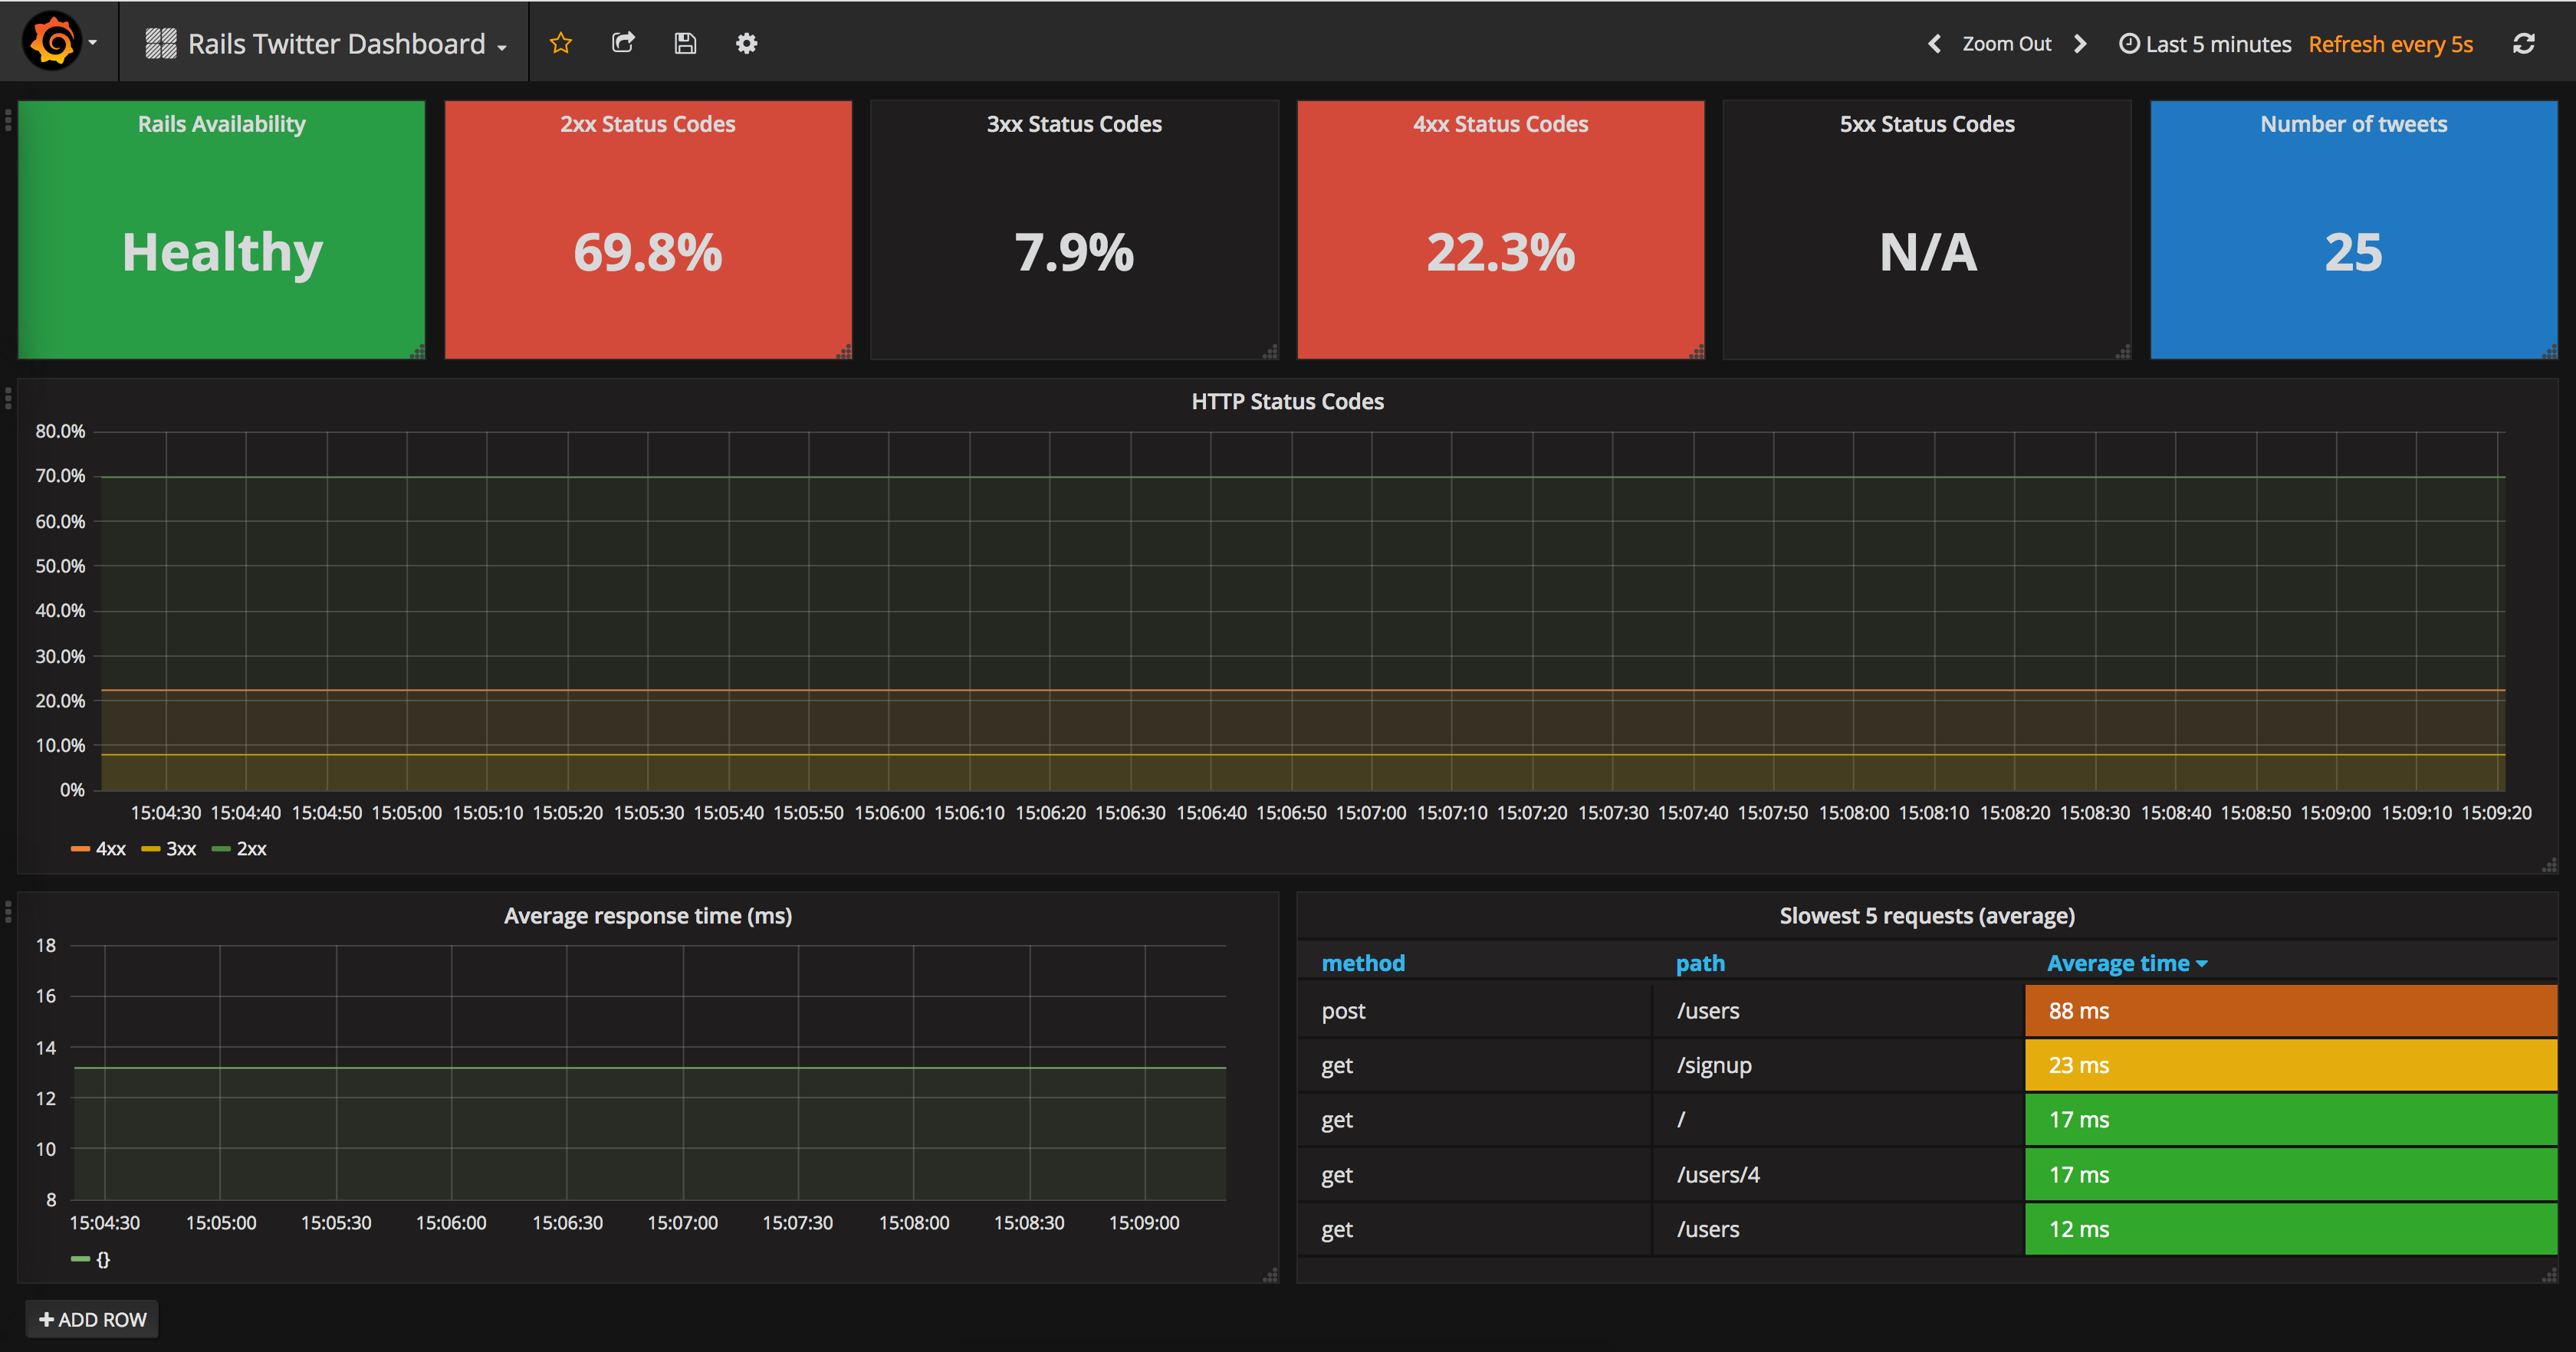 Rails Twitter Dashboard
Zoom Out Last 5 minutes Refresh every 5s
Rails Availability
Healthy
2xx Status Codes
69.8%
3xx Status Codes
7.9%
4xx Status Codes
22.3%
5xx Status Codes
N/A
Number of tweets
25
HTTP Status Codes
80.0%
70.0%
60.0%
50.0%
40.0%
30.0%
20.0%
10.0%
0%
15:04:30 15:04:40 15:04:50 15:05:00 15:05:10 15:05:20 15:05:30 15:05:40 15:05:50 15:06:00 15:06:10 15:06:20 15:06:30 15:06:40 15:06:50 15:07:00 15:07:10 15:07:20 15:07:30 15:07:40 15:07:50 15:08:00 15:08:10 15:08:20 15:08:30 15:08:40 15:08:50 15:09:00 15:09:10 15:09:20
4xx 3xx 2xx
Average response time (ms)
18
16
14
12
10
8
15:04:30 15:05:00 15:05:30 15:06:00 15:06:30 15:07:00 15:07:30 15:08:00 15:08:30 15:09:00
{}
Slowest 5 requests (average)
method path Average time
post /users 88 ms
get /signup 23 ms
get / 17 ms
get /users/4 17 ms
get /users 12 ms
+ ADD ROW